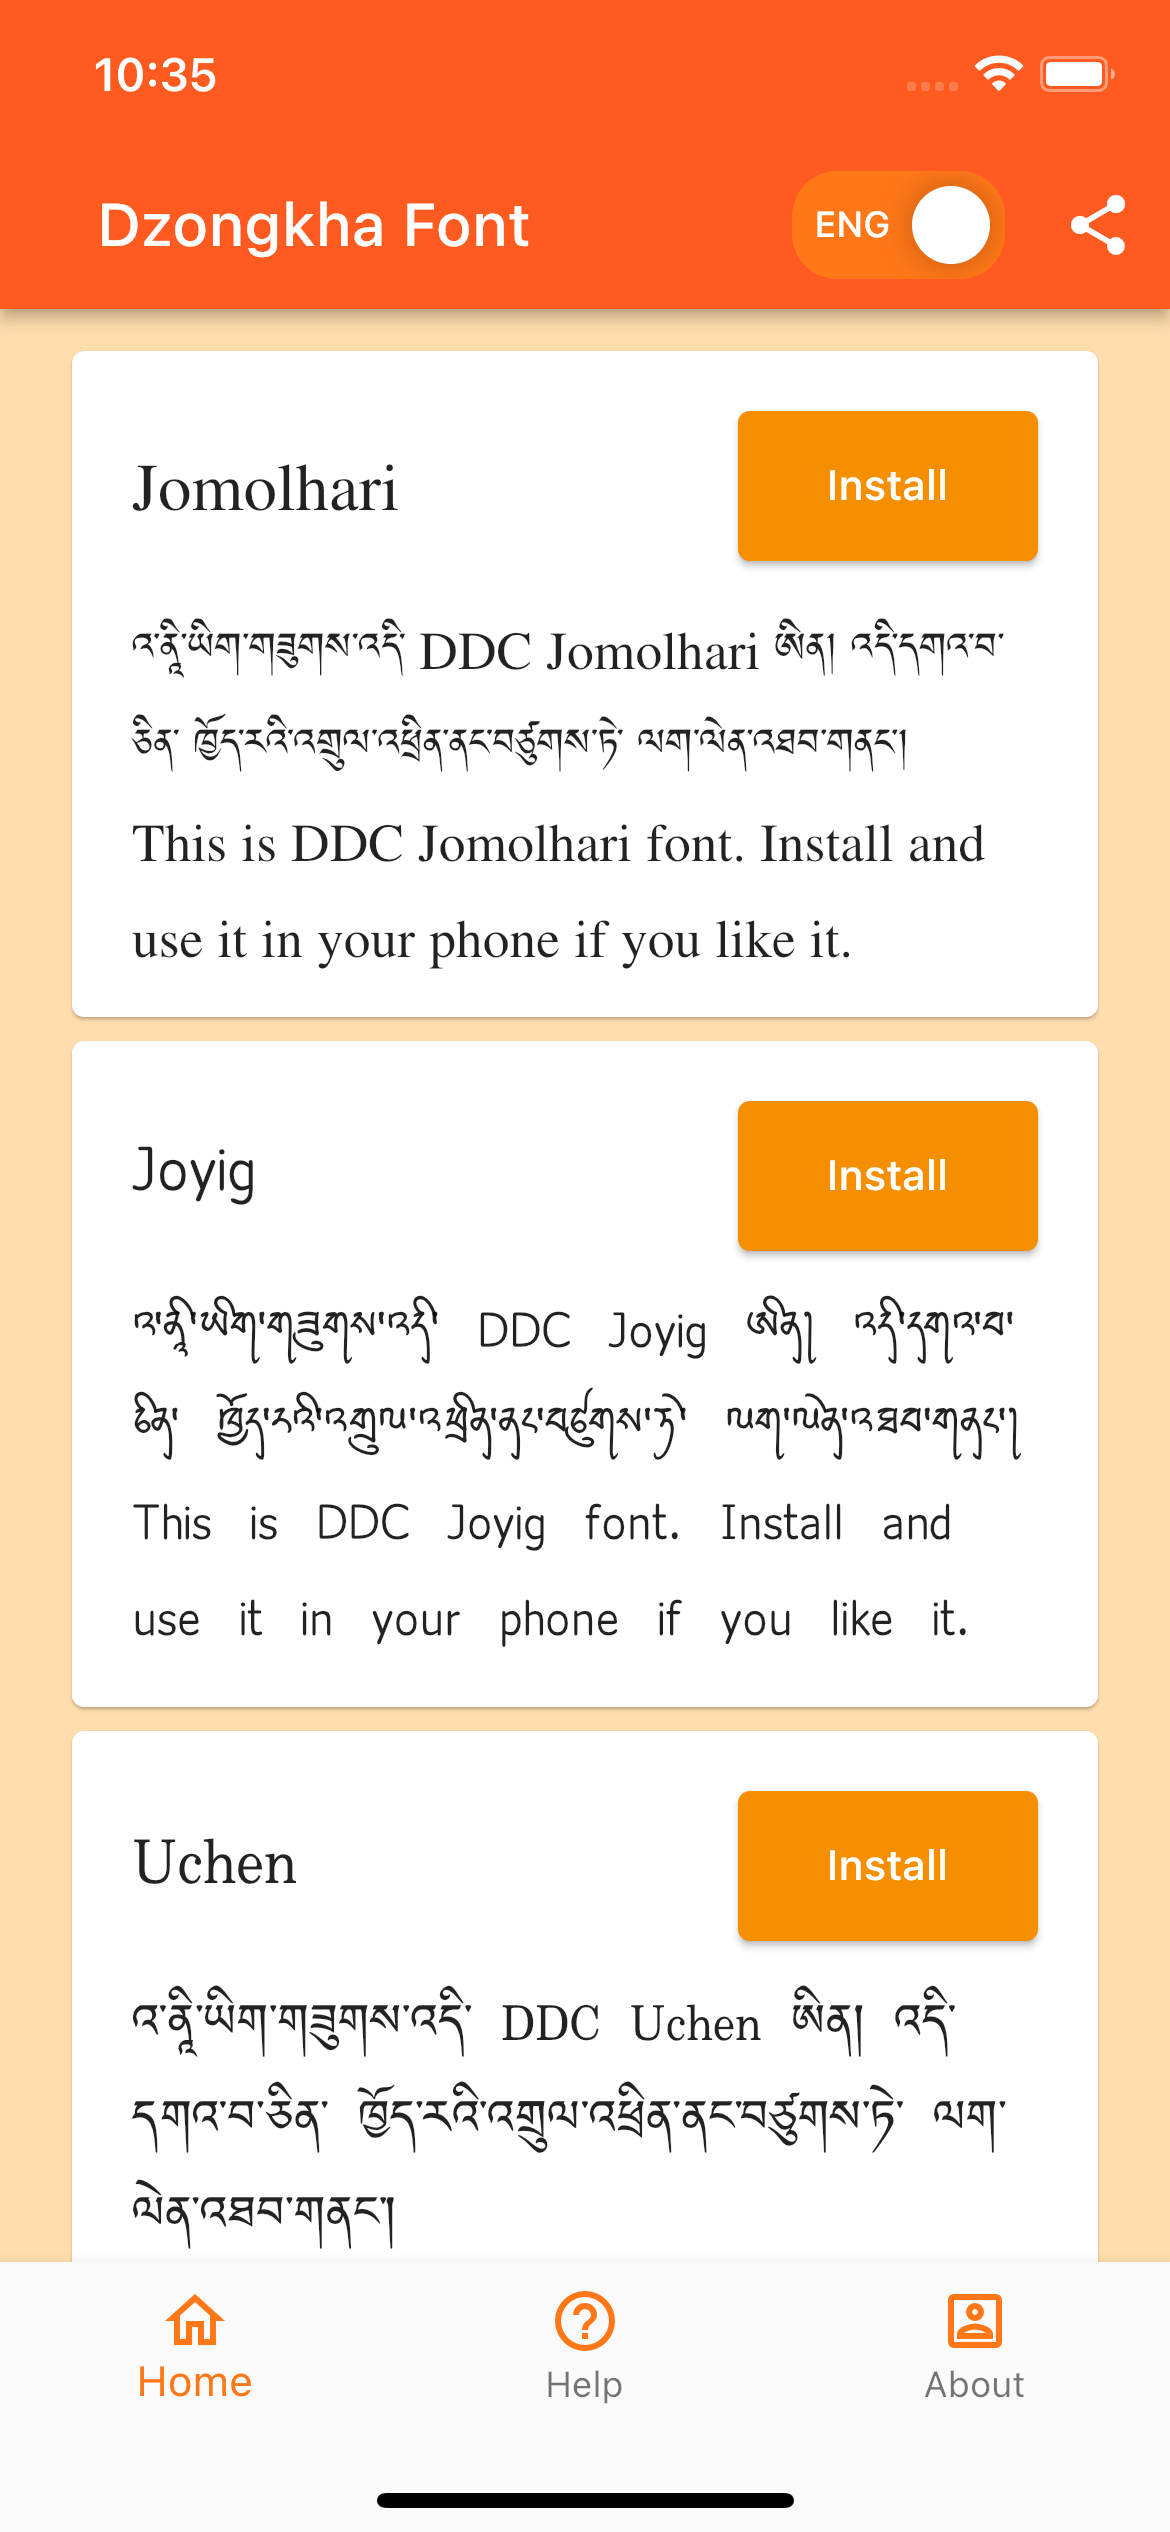 10:35
Dzongkha Font
ENG
Jomolhari
Install
འ་ནཱི་ཡིག་གཟུགས་འདི་ DDC Jomolhari ཨིན། འདི་དགའ་བ་
ཅིན་ ཁྱོད་རའི་འགྲུལ་འཕྲིན་ནང་བཙུགས་ཏེ་ ལག་ལེན་འཐབ་གནང་།
This is DDC Jomolhari font. Install and
use it in your phone if you like it.
Joyig
Install
འ་ནཱི་ཡིག་གཟུགས་འདི་ DDC Joyig ཨིན། འདི་དགའ་བ་
ཅིན་ ཁྱོད་རའི་འགྲུལ་འཕྲིན་ནང་བཙུགས་ཏེ་ ལག་ལེན་འཐབ་གནང་།
This is DDC Joyig font. Install and
use it in your phone if you like it.
Uchen
Install
འ་ནཱི་ཡིག་གཟུགས་འདི་ DDC Uchen ཨིན། འདི་
དགའ་བ་ཅིན་ ཁྱོད་རའི་འགྲུལ་འཕྲིན་ནང་བཙུགས་ཏེ་ ལག་
ལེན་འཐབ་གནང་།
Home
Help
About